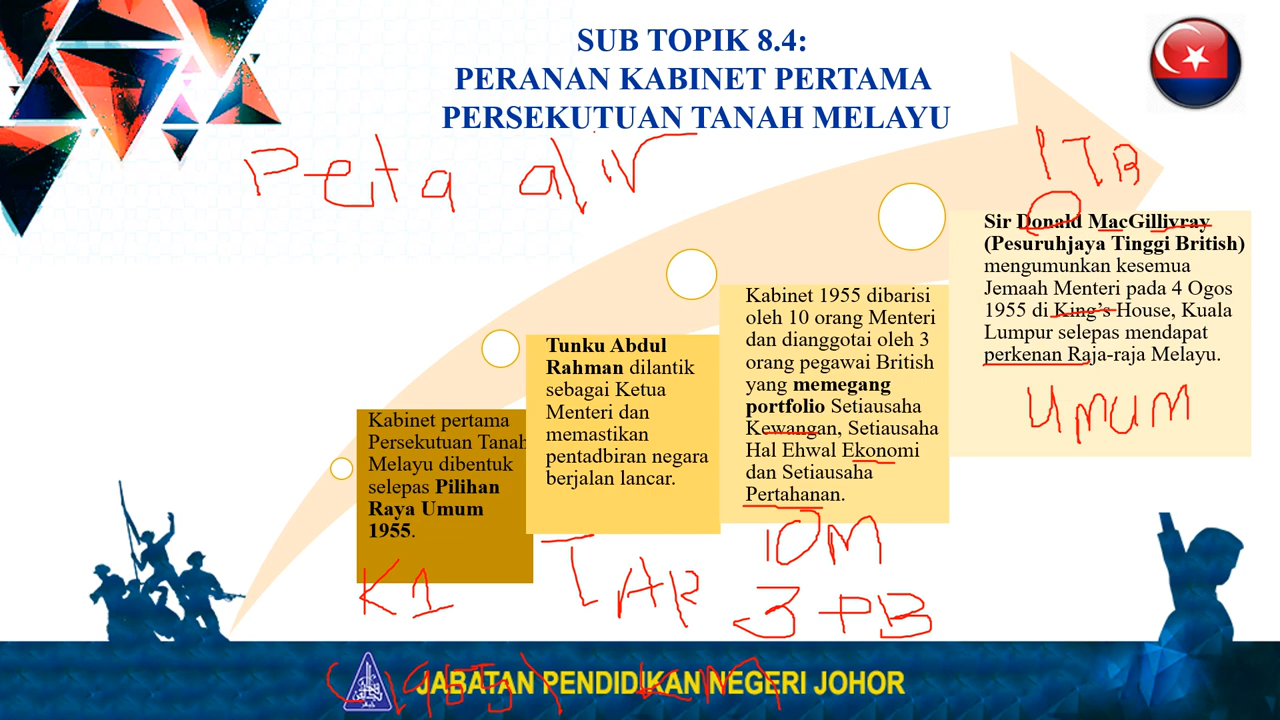 SUB TOPIK 8.4:
PERANAN KABINET PERTAMA
PERSEKUTUAN TANAH MELAYU
Peta alir
Kabinet pertama
Persekutuan Tanah
Melayu dibentuk
selepas Pilihan
Raya Umum
1955.
K1
(1955)
Tunku Abdul
Rahman dilantik
sebagai Ketua
Menteri dan
memastikan
pentadbiran negara
berjalan lancar.
TAR
KM
Kabinet 1955 dibarisi
oleh 10 orang Menteri
dan dianggotai oleh 3
orang pegawai British
yang memegang
portfolio Setiausaha
Kewangan, Setiausaha
Hal Ehwal Ekonomi
dan Setiausaha
Pertahanan.
10M
3 PB
PTB
Sir Donald MacGillivray
(Pesuruhjaya Tinggi British)
mengumunkan kesemua
Jemaah Menteri pada 4 Ogos
1955 di King's House, Kuala
Lumpur selepas mendapat
perkenan Raja-raja Melayu.
umum
JABATAN PENDIDIKAN NEGERI JOHOR